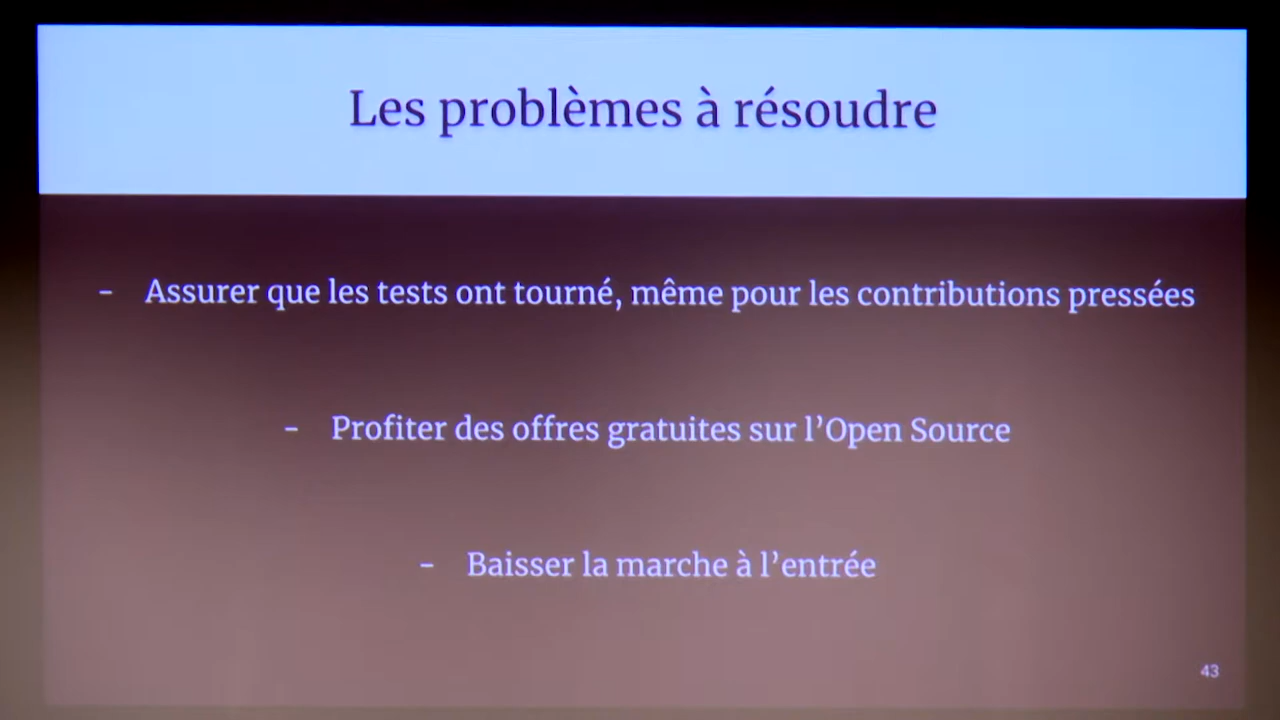 Les problèmes à résoudre
- Assurer que les tests ont tourné, même pour les contributions pressées
- Profiter des offres gratuites sur l’Open Source
- Baisser la marche à l’entrée
43